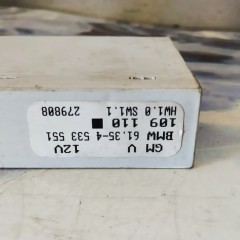 GM V 12V
BMW 61.35-4 533 551
109 110 ■
HW1.0 SW1.1
279808